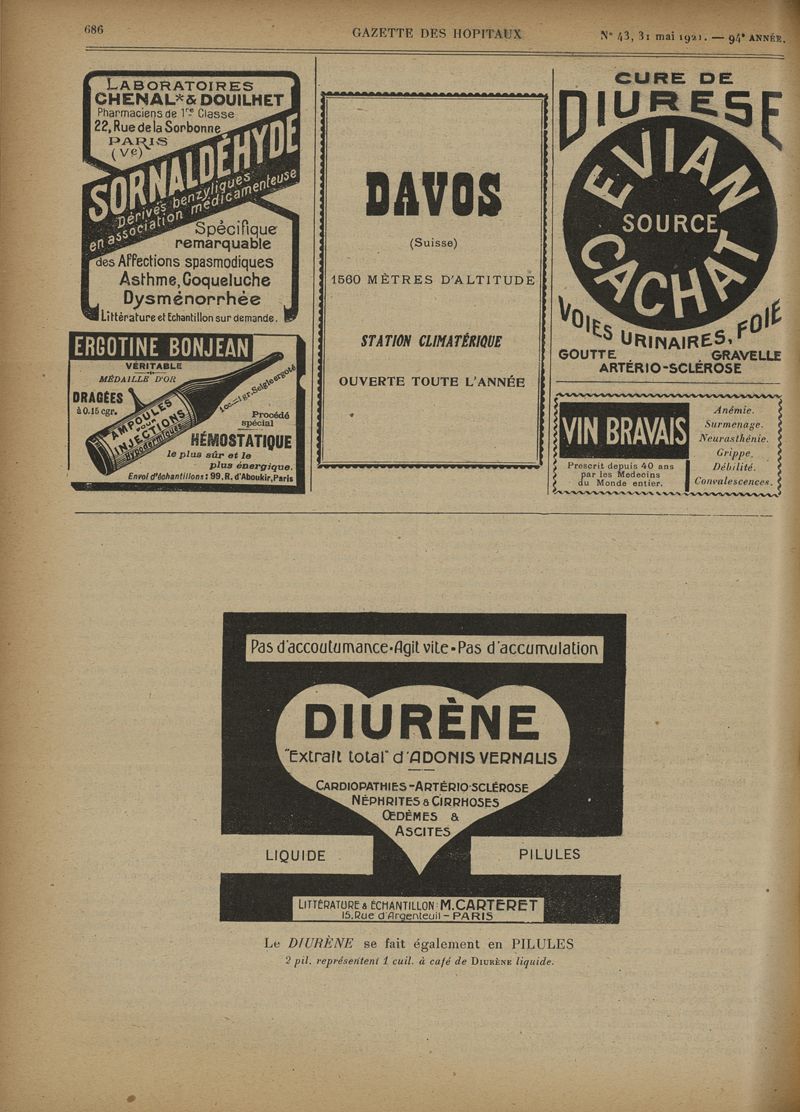 686
GAZETTE DES HOPITAUX
N° 43, 31 mai 1921. — 94e ANNÉE.
LABORATOIRES
CHENAL*& DOUILHET
Pharmaciens de 1re Classe
22, Rue de la Sorbonne
PARIS
(Ve)
SORNALDÉHYDE
Dérivés benzyliques
en association médicamenteuse
Spécifique
remarquable
des Affections spasmodiques
Asthme, Coqueluche
Dysménorrhée
Littérature et Echantillon sur demande.
ERGOTINE BONJEAN
VÉRITABLE
MÉDAILLE D'OR
DRAGÉES
à 0.15 cgr.
AMPOULES
POUR
INJECTIONS
Hypodermiques
1cc.=1 gr. Seigle ergoté
Procédé
spécial
HÉMOSTATIQUE
le plus sûr et le
plus énergique.
Envoi d'échantillons : 99, R. d'Aboukir, Paris
DAVOS
(Suisse)
1560 MÈTRES D'ALTITUDE
STATION CLIMATÉRIQUE
OUVERTE TOUTE L'ANNÉE
CURE DE
DIURESE
EVIAN
SOURCE
CACHAT
VOIES URINAIRES, FOIE
GOUTTE GRAVELLE
ARTÉRIO-SCLÉROSE
VIN BRAVAIS
Prescrit depuis 40 ans
par les Medecins
du Monde entier.
Anémie.
Surmenage.
Neurasthénie.
Grippe.
Débilité.
Convalescences.
Pas d'accoutumance-Agit vite-Pas d'accumulation
DIURÈNE
"Extrait total" d'ADONIS VERNALIS
CARDIOPATHIES-ARTÉRIO-SCLÉROSE
NÉPHRITES & CIRRHOSES
ŒDÈMES &
ASCITES
LIQUIDE
PILULES
LITTÉRATURE & ÉCHANTILLON: M.CARTERET
15, Rue d'Argenteuil - PARIS
Le DIURÈNE se fait également en PILULES
2 pil. représentent 1 cuil. à café de DIURÈNE liquide.